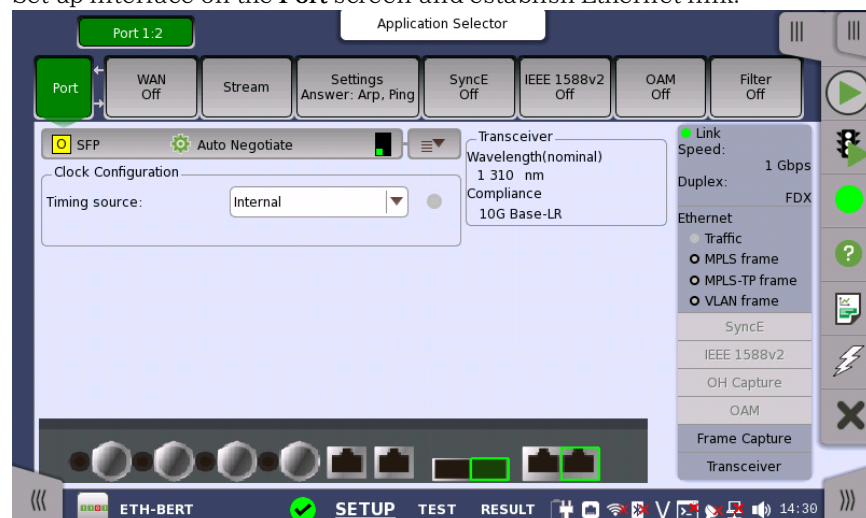 Set up interface on the Port screen and establish Ethernet link.
Port 1:2
Application Selector
Port
WAN
Off
Stream
Settings
Answer: Arp, Ping
SyncE
Off
IEEE 1588v2
Off
OAM
Off
Filter
Off
O SFP
Auto Negotiate
Clock Configuration
Timing source:
Internal
Transceiver
Wavelength(nominal)
1 310 nm
Compliance
10G Base-LR
Link
Speed:
1 Gbps
Duplex:
FDX
Ethernet
Traffic
MPLS frame
MPLS-TP frame
VLAN frame
SyncE
IEEE 1588v2
OH Capture
OAM
Frame Capture
Transceiver
?
ETH-BERT
SETUP
TEST
RESULT
14:30